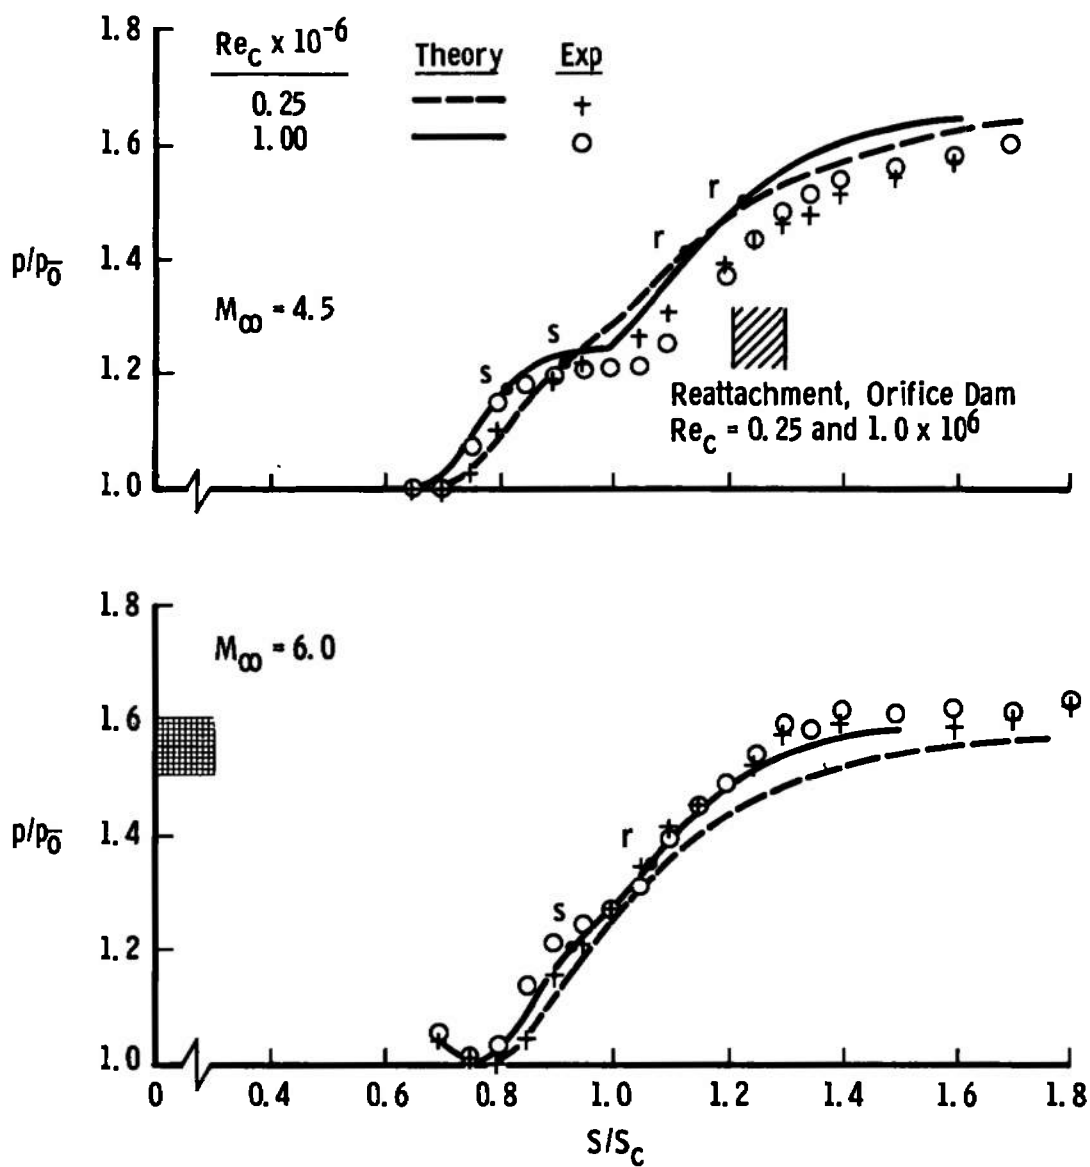 1.8
Re_C x 10^-6
Theory
Exp
0.25
1.00
1.6
r
r
1.4
p/p_0̄
M_∞ = 4.5
s
s
1.2
Reattachment, Orifice Dam
Re_C = 0.25 and 1.0 x 10^6
1.0
1.8
M_∞ = 6.0
1.6
p/p_0̄
r
1.4
s
1.2
1.0
0 0.4 0.6 0.8 1.0 1.2 1.4 1.6 1.8
S/S_C